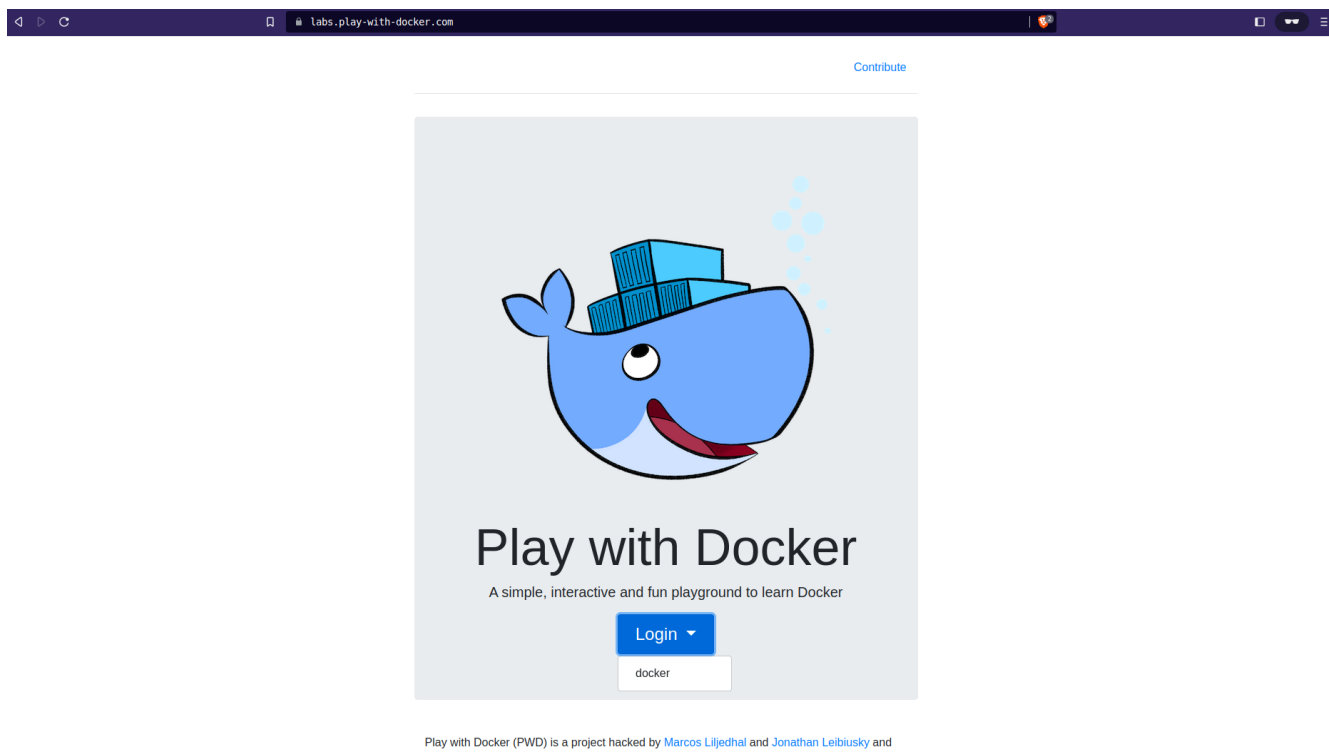 labs.play-with-docker.com
2
Contribute
Play with Docker
A simple, interactive and fun playground to learn Docker
Login
docker
Play with Docker (PWD) is a project hacked by Marcos Liljedhal and Jonathan Leibiusky and